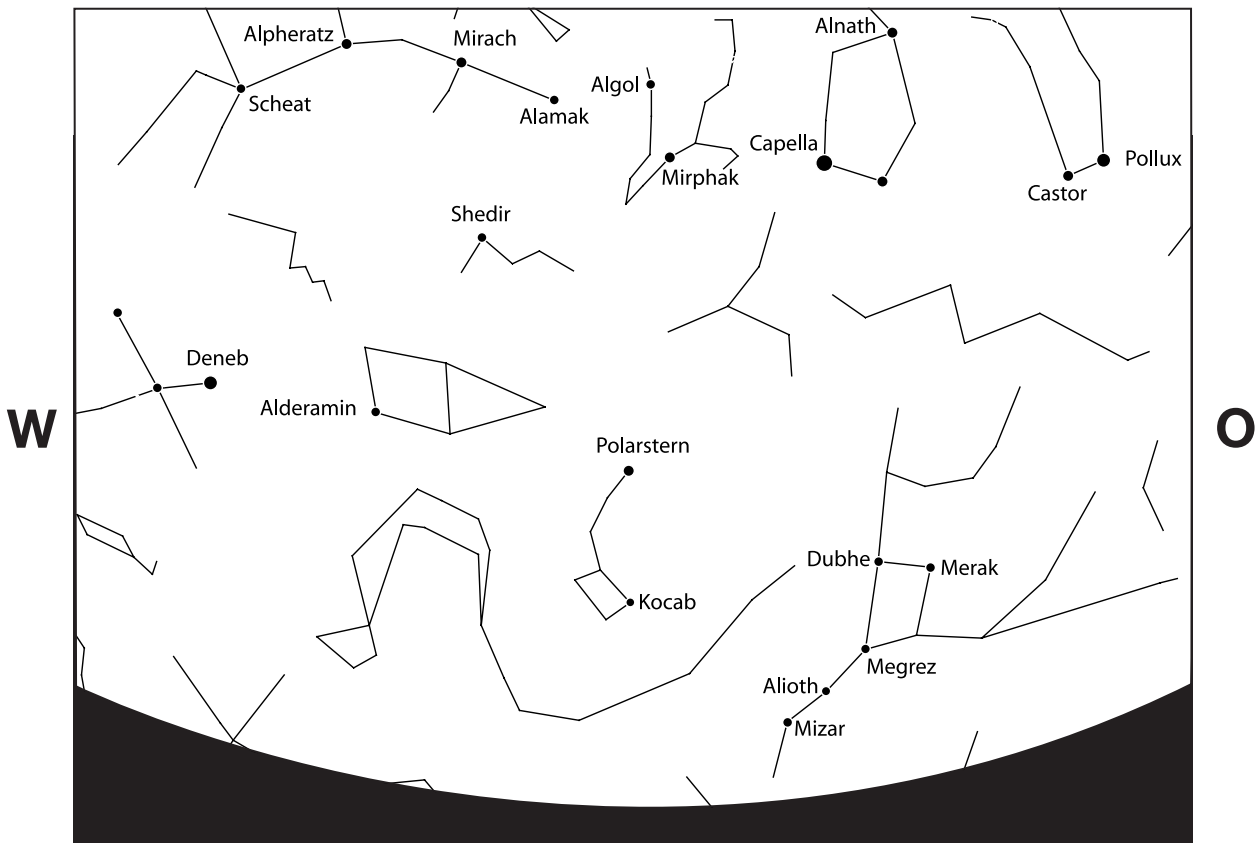 Alnath
Alpheratz
Mirach
Algol
Scheat
Alamak
Capella
Pollux
Mirphak
Castor
Shedir
Deneb
Alderamin
W
O
Polarstern
Dubhe
Merak
Kocab
Megrez
Alioth
Mizar